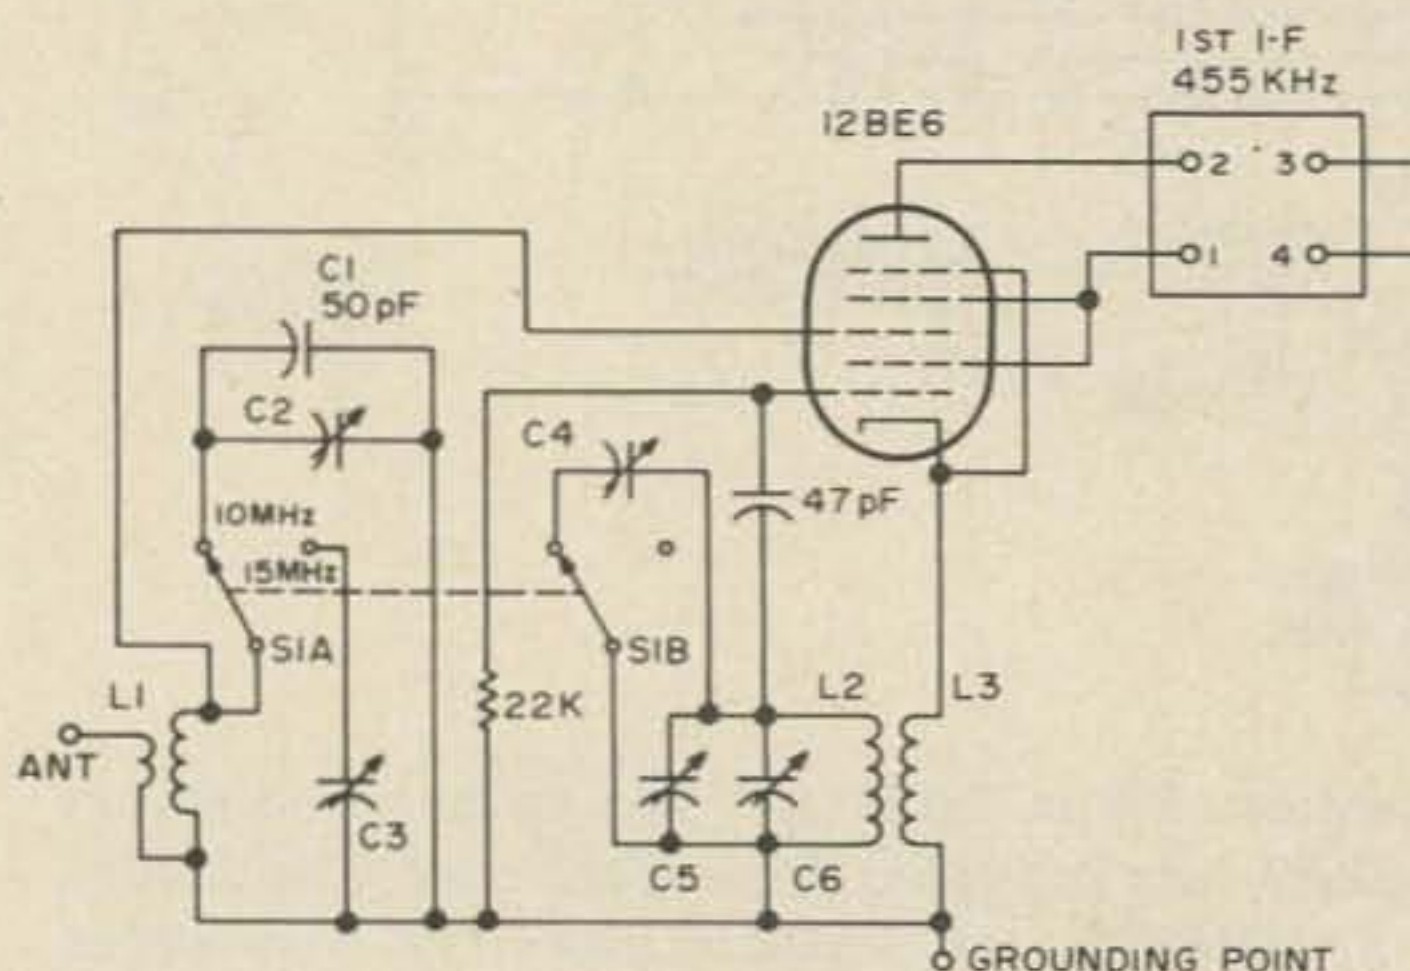 1ST I-F
455 KHz
12BE6
2
3
1
4
C1
50pF
C2
C4
47pF
10MHz
15MHz
S1A
S1B
L1
22K
L2
L3
ANT
C3
C5
C6
GROUNDING POINT